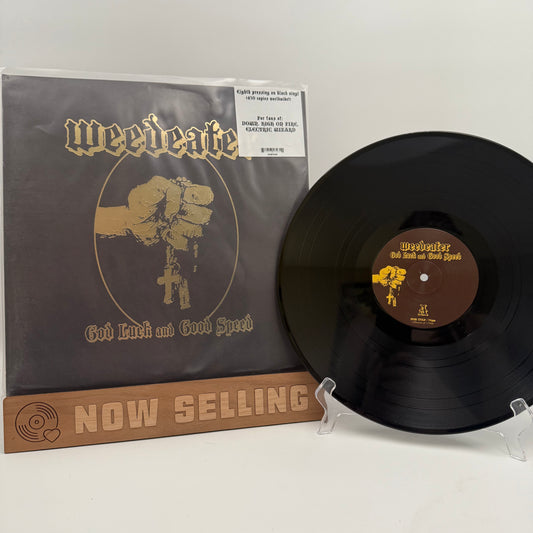 Weedeater
Eighth pressing on black vinyl
For fans of:
DOWN, HIGH ON FIRE,
ELECTRIC WIZARD
God Luck and Good Speed
NOW SELLING
Weedeater
God Luck and Good Speed